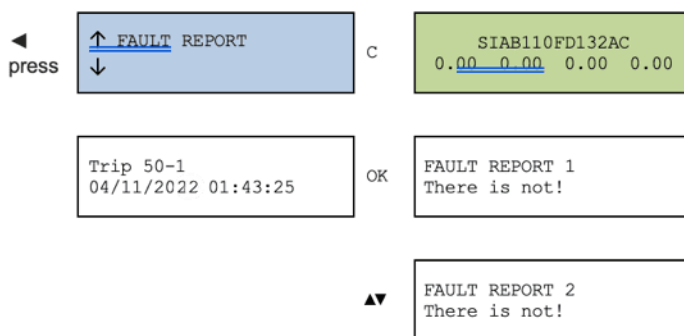 ◄
press
↑ FAULT REPORT
↓
C
SIAB110FD132AC
0.00 0.00 0.00 0.00
Trip 50-1
04/11/2022 01:43:25
OK
FAULT REPORT 1
There is not!
▲▼
FAULT REPORT 2
There is not!